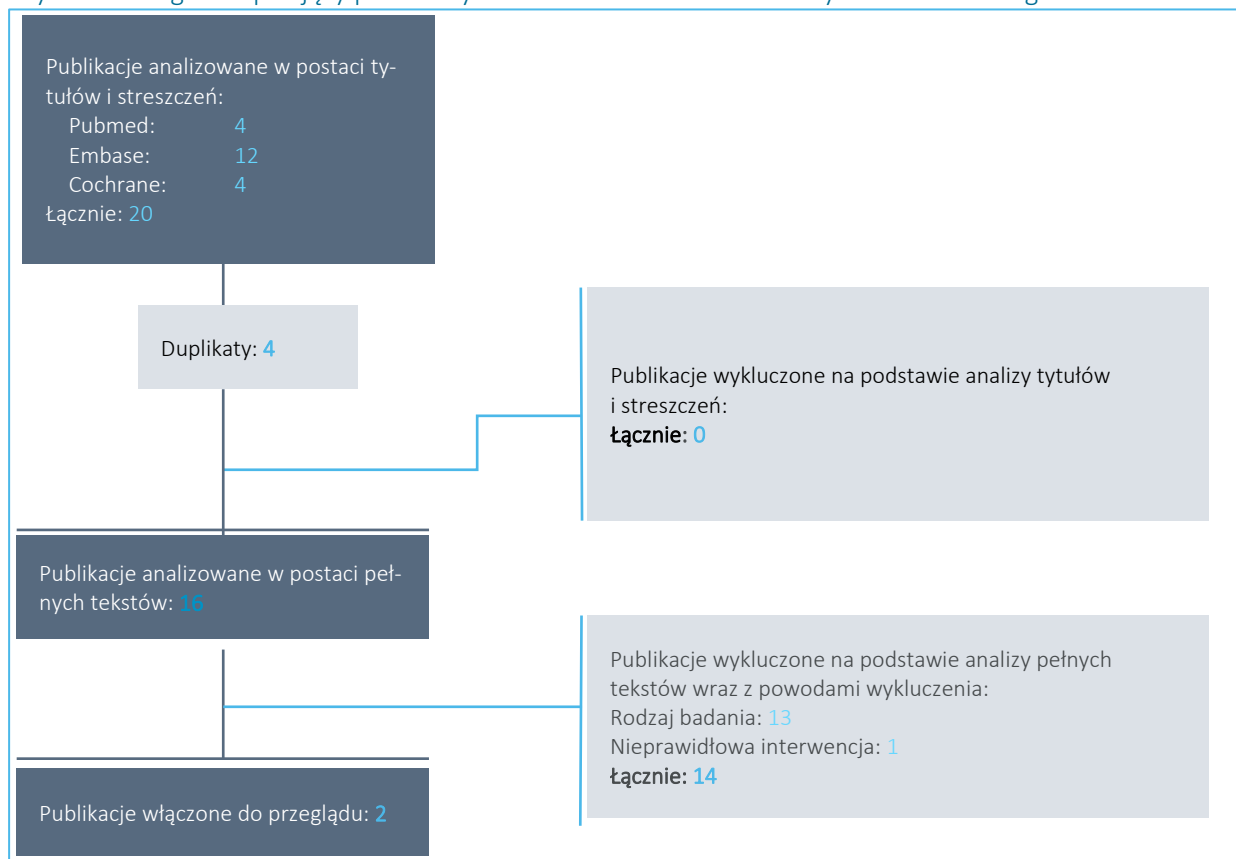 Publikacje analizowane w postaci ty-
tułów i streszczeń:
Pubmed: 4
Embase: 12
Cochrane: 4
Łącznie: 20
Duplikaty: 4
Publikacje wykluczone na podstawie analizy tytułów
i streszczeń:
Łącznie: 0
Publikacje analizowane w postaci peł-
nych tekstów: 16
Publikacje wykluczone na podstawie analizy pełnych
tekstów wraz z powodami wykluczenia:
Rodzaj badania: 13
Nieprawidłowa interwencja: 1
Łącznie: 14
Publikacje włączone do przeglądu: 2